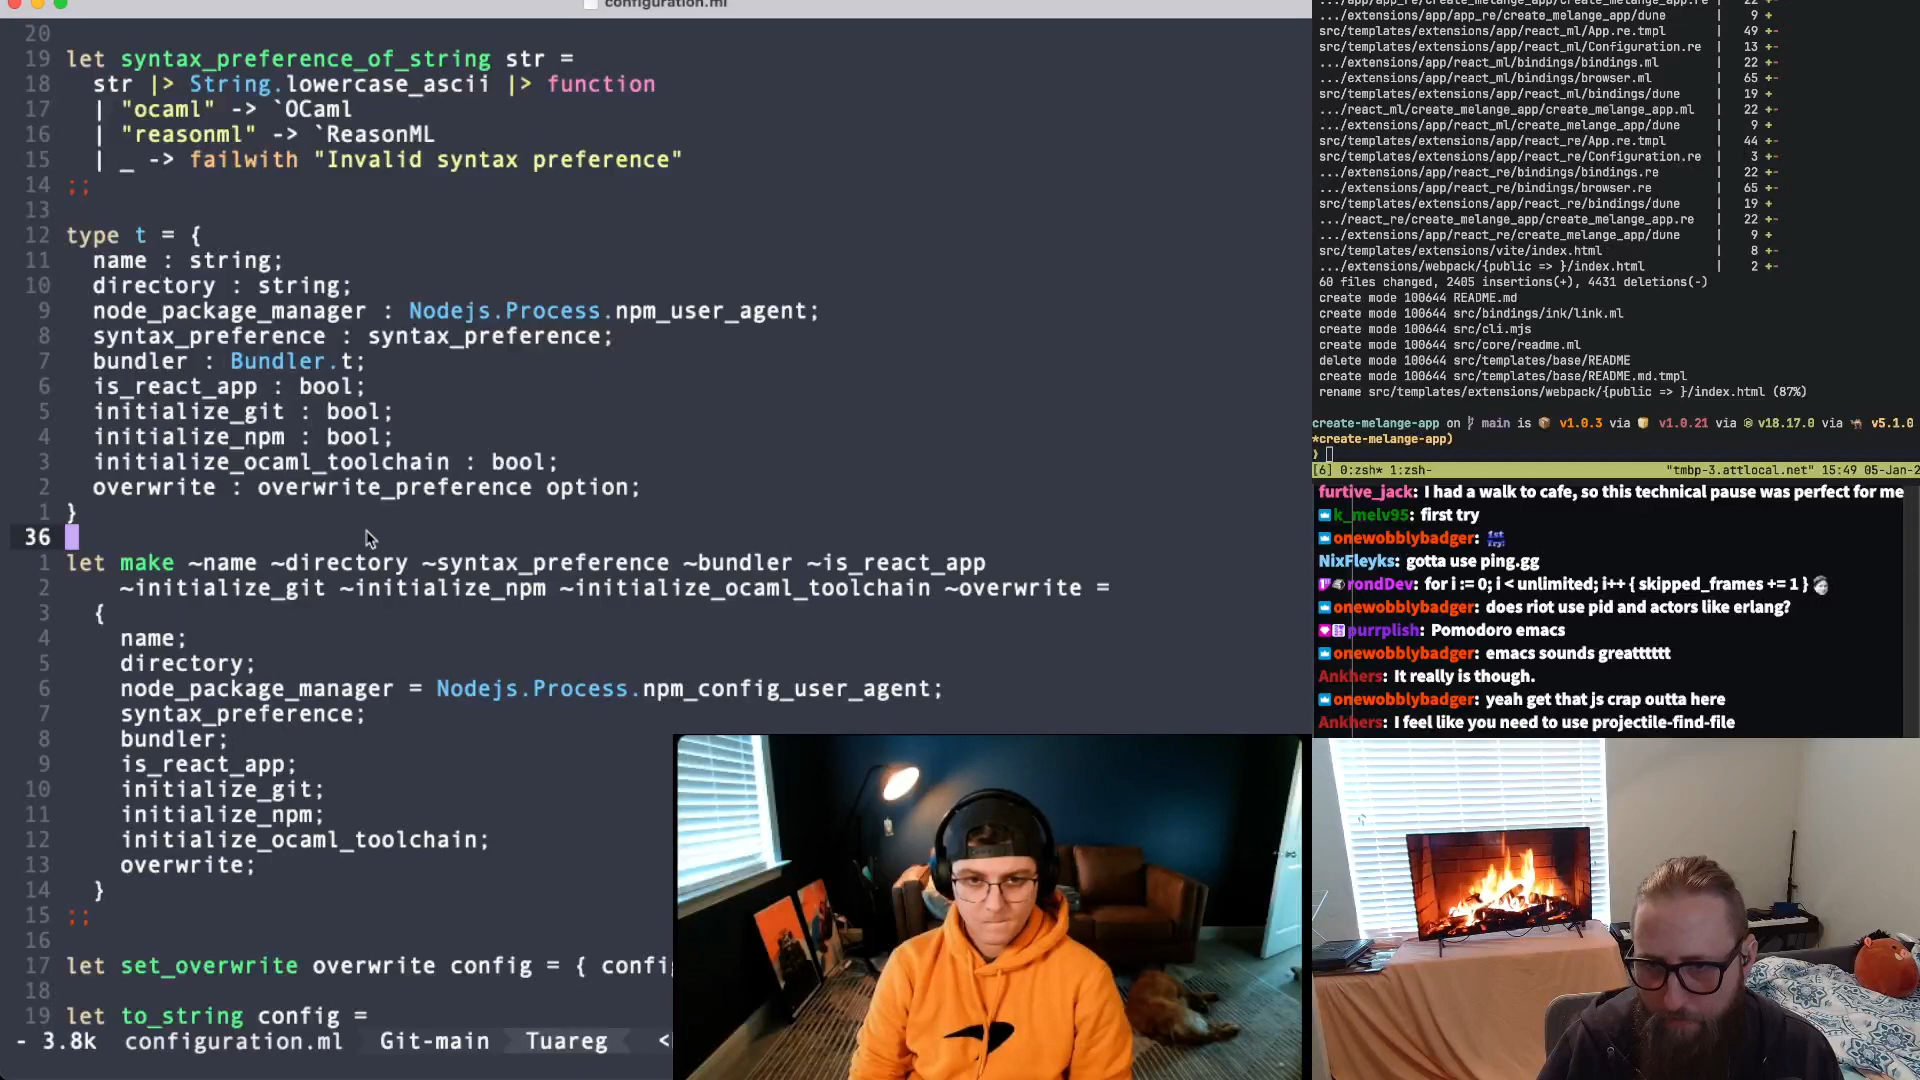 configuration.ml
20
19 let syntax_preference_of_string str =
18 str |> String.lowercase_ascii |> function
17 | "ocaml" -> `OCaml
16 | "reasonml" -> `ReasonML
15 | _ -> failwith "Invalid syntax preference"
14 ;;
13
12 type t = {
11 name : string;
10 directory : string;
9 node_package_manager : Nodejs.Process.npm_user_agent;
8 syntax_preference : syntax_preference;
7 bundler : Bundler.t;
6 is_react_app : bool;
5 initialize_git : bool;
4 initialize_npm : bool;
3 initialize_ocaml_toolchain : bool;
2 overwrite : overwrite_preference option;
1 }
36
1 let make ~name ~directory ~syntax_preference ~bundler ~is_react_app
2 ~initialize_git ~initialize_npm ~initialize_ocaml_toolchain ~overwrite =
3 {
4 name;
5 directory;
6 node_package_manager = Nodejs.Process.npm_config_user_agent;
7 syntax_preference;
8 bundler;
9 is_react_app;
10 initialize_git;
11 initialize_npm;
12 initialize_ocaml_toolchain;
13 overwrite;
14 }
15 ;;
16
17 let set_overwrite overwrite config = { confi
18
19 let to_string config =
- 3.8k configuration.ml Git-main Tuareg <
.../app/app_re/create_melange_app/create_melange_app.re | 22 +-
.../extensions/app/app_re/create_melange_app/dune | 9 +
src/templates/extensions/app/react_ml/App.re.tmpl | 49 +-
src/templates/extensions/app/react_ml/Configuration.re | 13 +-
.../extensions/app/react_ml/bindings/bindings.ml | 22 +-
.../extensions/app/react_ml/bindings/browser.ml | 65 +-
src/templates/extensions/app/react_ml/bindings/dune | 19 +
.../react_ml/create_melange_app/create_melange_app.ml | 22 +-
.../extensions/app/react_ml/create_melange_app/dune | 9 +
src/templates/extensions/app/react_re/App.re.tmpl | 44 +-
src/templates/extensions/app/react_re/Configuration.re | 3 +-
.../extensions/app/react_re/bindings/bindings.re | 22 +-
.../extensions/app/react_re/bindings/browser.re | 65 +-
src/templates/extensions/app/react_re/bindings/dune | 19 +
.../react_re/create_melange_app/create_melange_app.re | 22 +-
.../extensions/app/react_re/create_melange_app/dune | 9 +
src/templates/extensions/vite/index.html | 8 +-
.../extensions/webpack/{public => }/index.html | 2 +-
60 files changed, 2405 insertions(+), 4431 deletions(-)
create mode 100644 README.md
create mode 100644 src/bindings/ink/link.ml
create mode 100644 src/cli.mjs
create mode 100644 src/core/readme.ml
delete mode 100644 src/templates/base/README
create mode 100644 src/templates/base/README.md.tmpl
rename src/templates/extensions/webpack/{public => }/index.html (87%)
create-melange-app on main is v1.0.3 via v1.0.21 via v18.17.0 via v5.1.0
*create-melange-app)
[6] 0:zsh* 1:zsh- "tmbp-3.attlocal.net" 15:49 05-Jan-2
furtive_jack: I had a walk to cafe, so this technical pause was perfect for me
k_melv95: first try
onewobblybadger: 1st Try!
NixFleyks: gotta use ping.gg
rondDev: for i := 0; i < unlimited; i++ { skipped_frames += 1 }
onewobblybadger: does riot use pid and actors like erlang?
purrplish: Pomodoro emacs
onewobblybadger: emacs sounds greatttttt
Ankhers: It really is though.
onewobblybadger: yeah get that js crap outta here
Ankhers: I feel like you need to use projectile-find-file